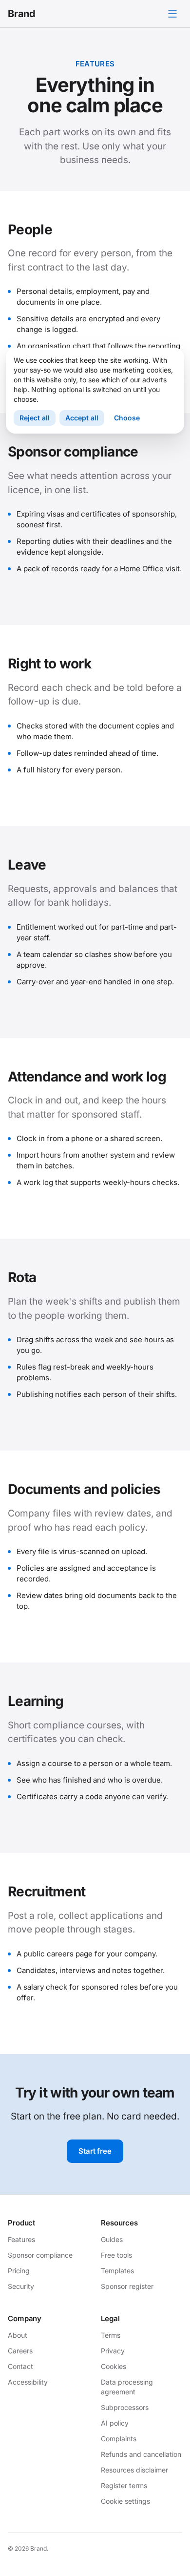 Brand
FEATURES
Everything in
one calm place
Each part works on its own and fits
with the rest. Use only what your
business needs.
People
One record for every person, from the
first contract to the last day.
Personal details, employment, pay and
documents in one place.
Sensitive details are encrypted and every
change is logged.
An organisation chart that follows the reporting
We use cookies that keep the site working. With
your say-so we would also use marketing cookies,
on this website only, to see which of our adverts
help. Nothing optional is switched on until you
choose.
Reject all
Accept all
Choose
Sponsor compliance
See what needs attention across your
licence, in one list.
Expiring visas and certificates of sponsorship,
soonest first.
Reporting duties with their deadlines and the
evidence kept alongside.
A pack of records ready for a Home Office visit.
Right to work
Record each check and be told before a
follow-up is due.
Checks stored with the document copies and
who made them.
Follow-up dates reminded ahead of time.
A full history for every person.
Leave
Requests, approvals and balances that
allow for bank holidays.
Entitlement worked out for part-time and part-
year staff.
A team calendar so clashes show before you
approve.
Carry-over and year-end handled in one step.
Attendance and work log
Clock in and out, and keep the hours
that matter for sponsored staff.
Clock in from a phone or a shared screen.
Import hours from another system and review
them in batches.
A work log that supports weekly-hours checks.
Rota
Plan the week's shifts and publish them
to the people working them.
Drag shifts across the week and see hours as
you go.
Rules flag rest-break and weekly-hours
problems.
Publishing notifies each person of their shifts.
Documents and policies
Company files with review dates, and
proof who has read each policy.
Every file is virus-scanned on upload.
Policies are assigned and acceptance is
recorded.
Review dates bring old documents back to the
top.
Learning
Short compliance courses, with
certificates you can check.
Assign a course to a person or a whole team.
See who has finished and who is overdue.
Certificates carry a code anyone can verify.
Recruitment
Post a role, collect applications and
move people through stages.
A public careers page for your company.
Candidates, interviews and notes together.
A salary check for sponsored roles before you
offer.
Try it with your own team
Start on the free plan. No card needed.
Start free
Product
Features
Sponsor compliance
Pricing
Security
Resources
Guides
Free tools
Templates
Sponsor register
Company
About
Careers
Contact
Accessibility
Legal
Terms
Privacy
Cookies
Data processing
agreement
Subprocessors
AI policy
Complaints
Refunds and cancellation
Resources disclaimer
Register terms
Cookie settings
© 2026 Brand.